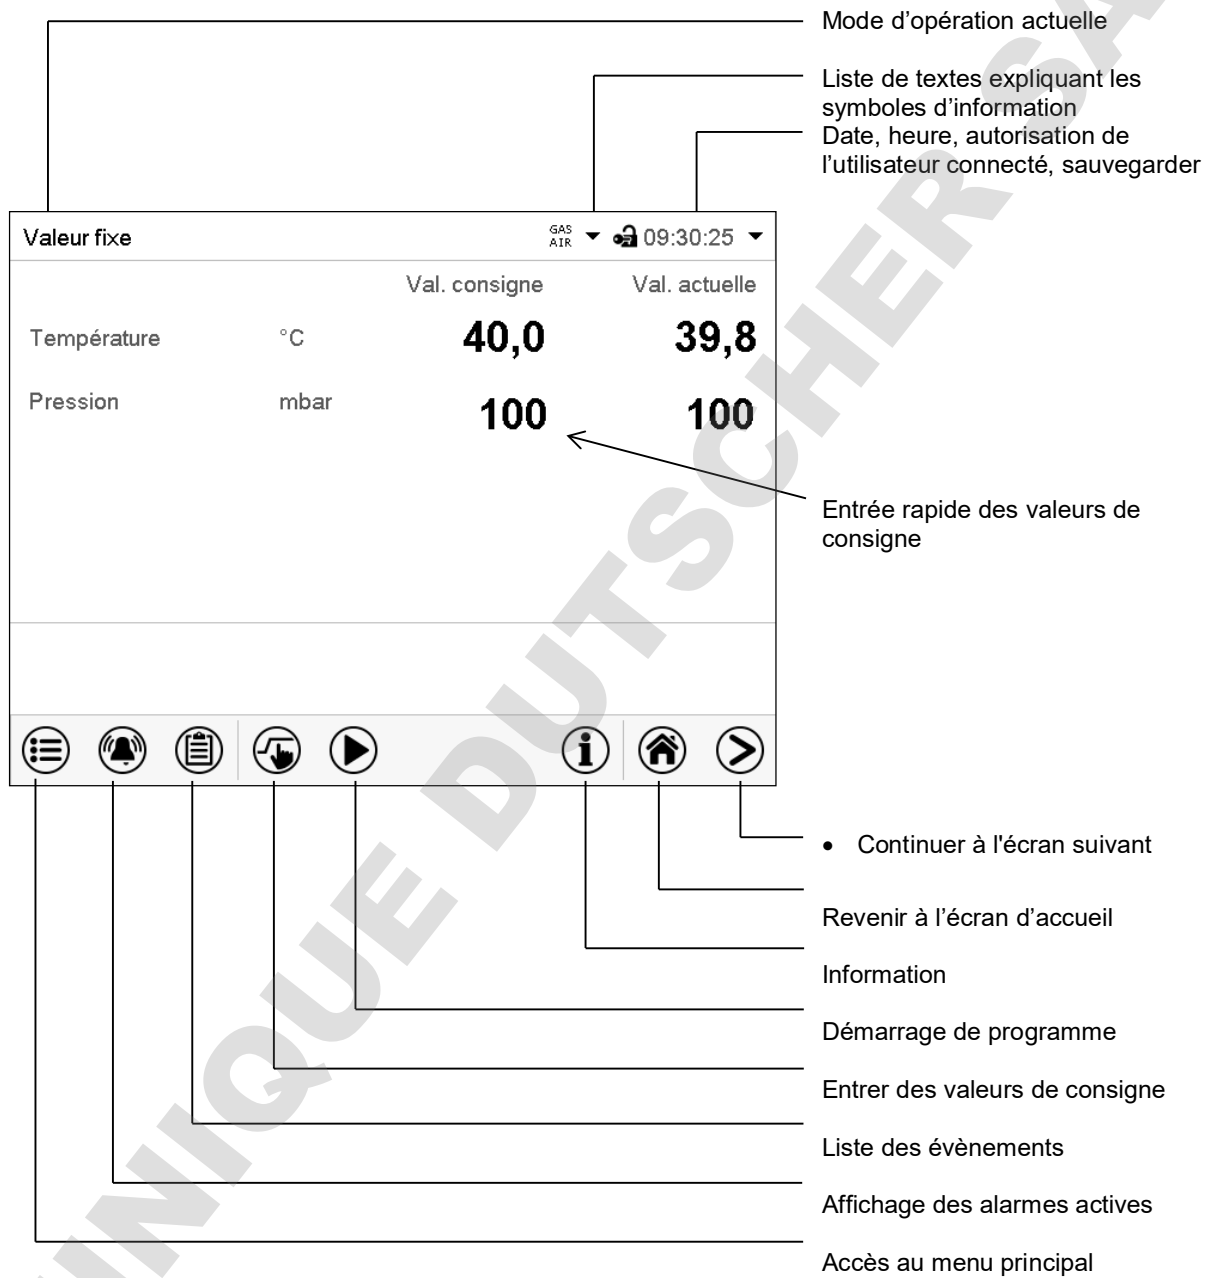 Mode d’opération actuelle
Liste de textes expliquant les
symboles d’information
Date, heure, autorisation de
l’utilisateur connecté, sauvegarder
Valeur fixe
GAS
AIR
09:30:25
Val. consigne Val. actuelle
Température °C 40,0 39,8
Pression mbar 100 100
Entrée rapide des valeurs de
consigne
• Continuer à l'écran suivant
Revenir à l’écran d’accueil
Information
Démarrage de programme
Entrer des valeurs de consigne
Liste des évènements
Affichage des alarmes actives
Accès au menu principal
NIQUE DUTSCHER SA